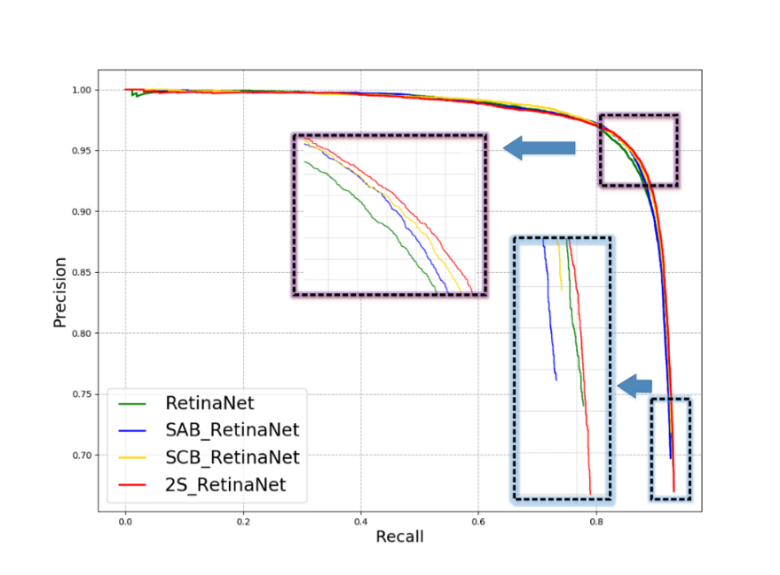 1.00
0.95
0.90
0.85
0.80
0.75
0.70
Precision
RetinaNet
SAB_RetinaNet
SCB_RetinaNet
2S_RetinaNet
0.0 0.2 0.4 0.6 0.8
Recall